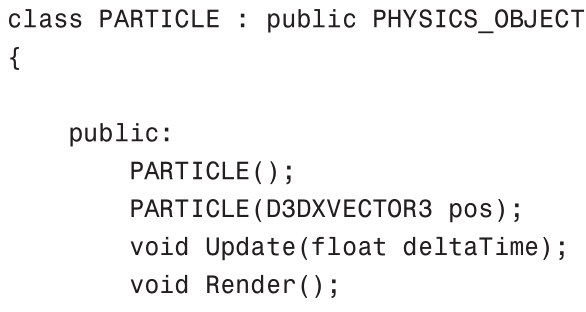 class PARTICLE : public PHYSICS_OBJECT
{
public:
PARTICLE();
PARTICLE(D3DXVECTOR3 pos);
void Update(float deltaTime);
void Render();